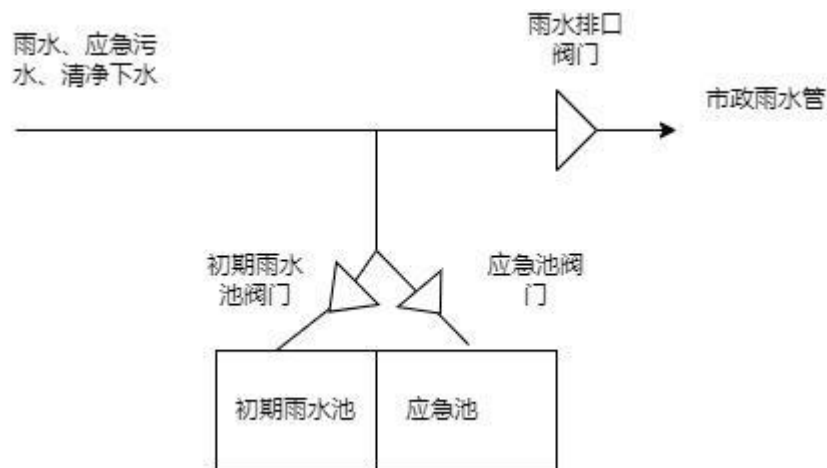 雨水、应急污
水、清净下水
雨水排口
阀门
市政雨水管
初期雨水
池阀门
应急池阀
门
初期雨水池
应急池